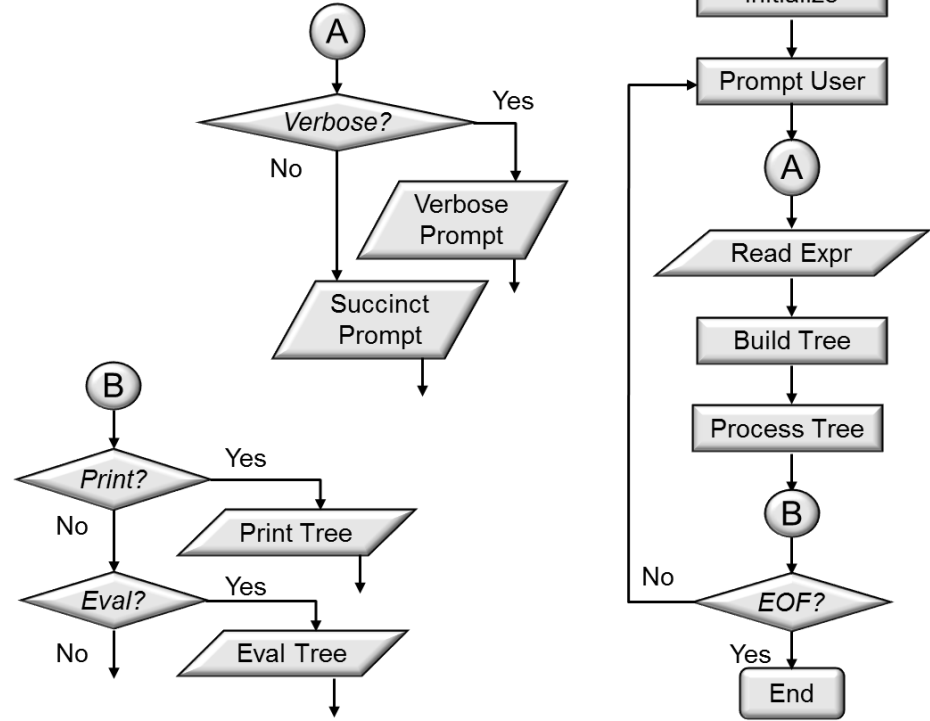 A
Verbose?
Yes
No
Verbose
Prompt
Succinct
Prompt
B
Print?
Yes
No
Print Tree
Eval?
Yes
No
Eval Tree
Initialize
Prompt User
A
Read Expr
Build Tree
Process Tree
B
EOF?
No
Yes
End